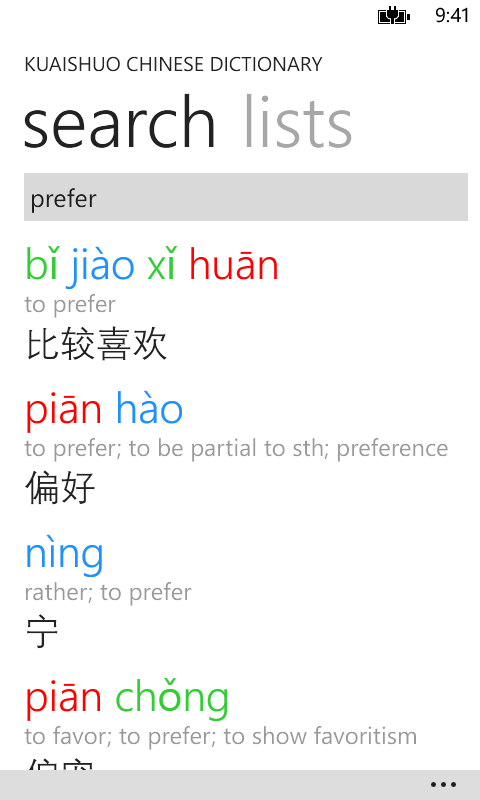 9:41
KUAISHUO CHINESE DICTIONARY
search lists
prefer
bǐ jiào xǐ huān
to prefer
比较喜欢
piān hào
to prefer; to be partial to sth; preference
偏好
nìng
rather; to prefer
宁
piān chǒng
to favor; to prefer; to show favoritism